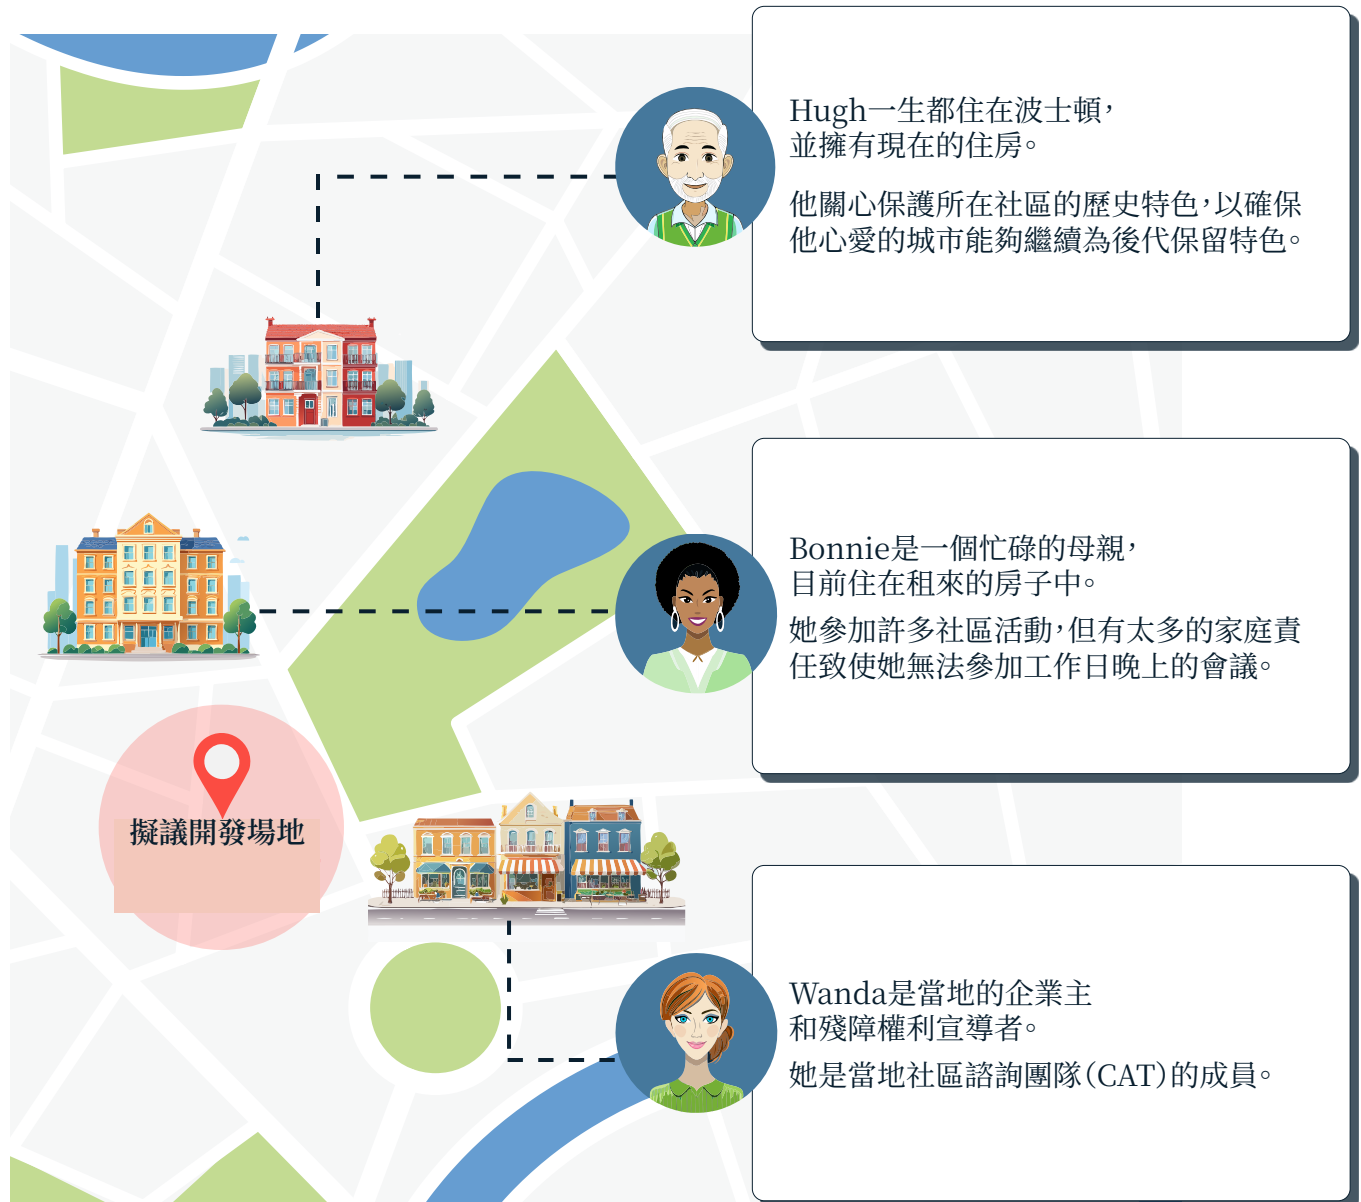 Hugh一生都住在波士頓，
並擁有現在的住房。
他關心保護所在社區的歷史特色，以確保
他心愛的城市能夠繼續為後代保留特色。
Bonnie是一個忙碌的母親，
目前住在租來的房子中。
她參加許多社區活動，但有太多的家庭責
任致使她無法參加工作日晚上的會議。
擬議開發場地
Wanda是當地的企業主
和殘障權利宣導者。
她是當地社區諮詢團隊（CAT）的成員。